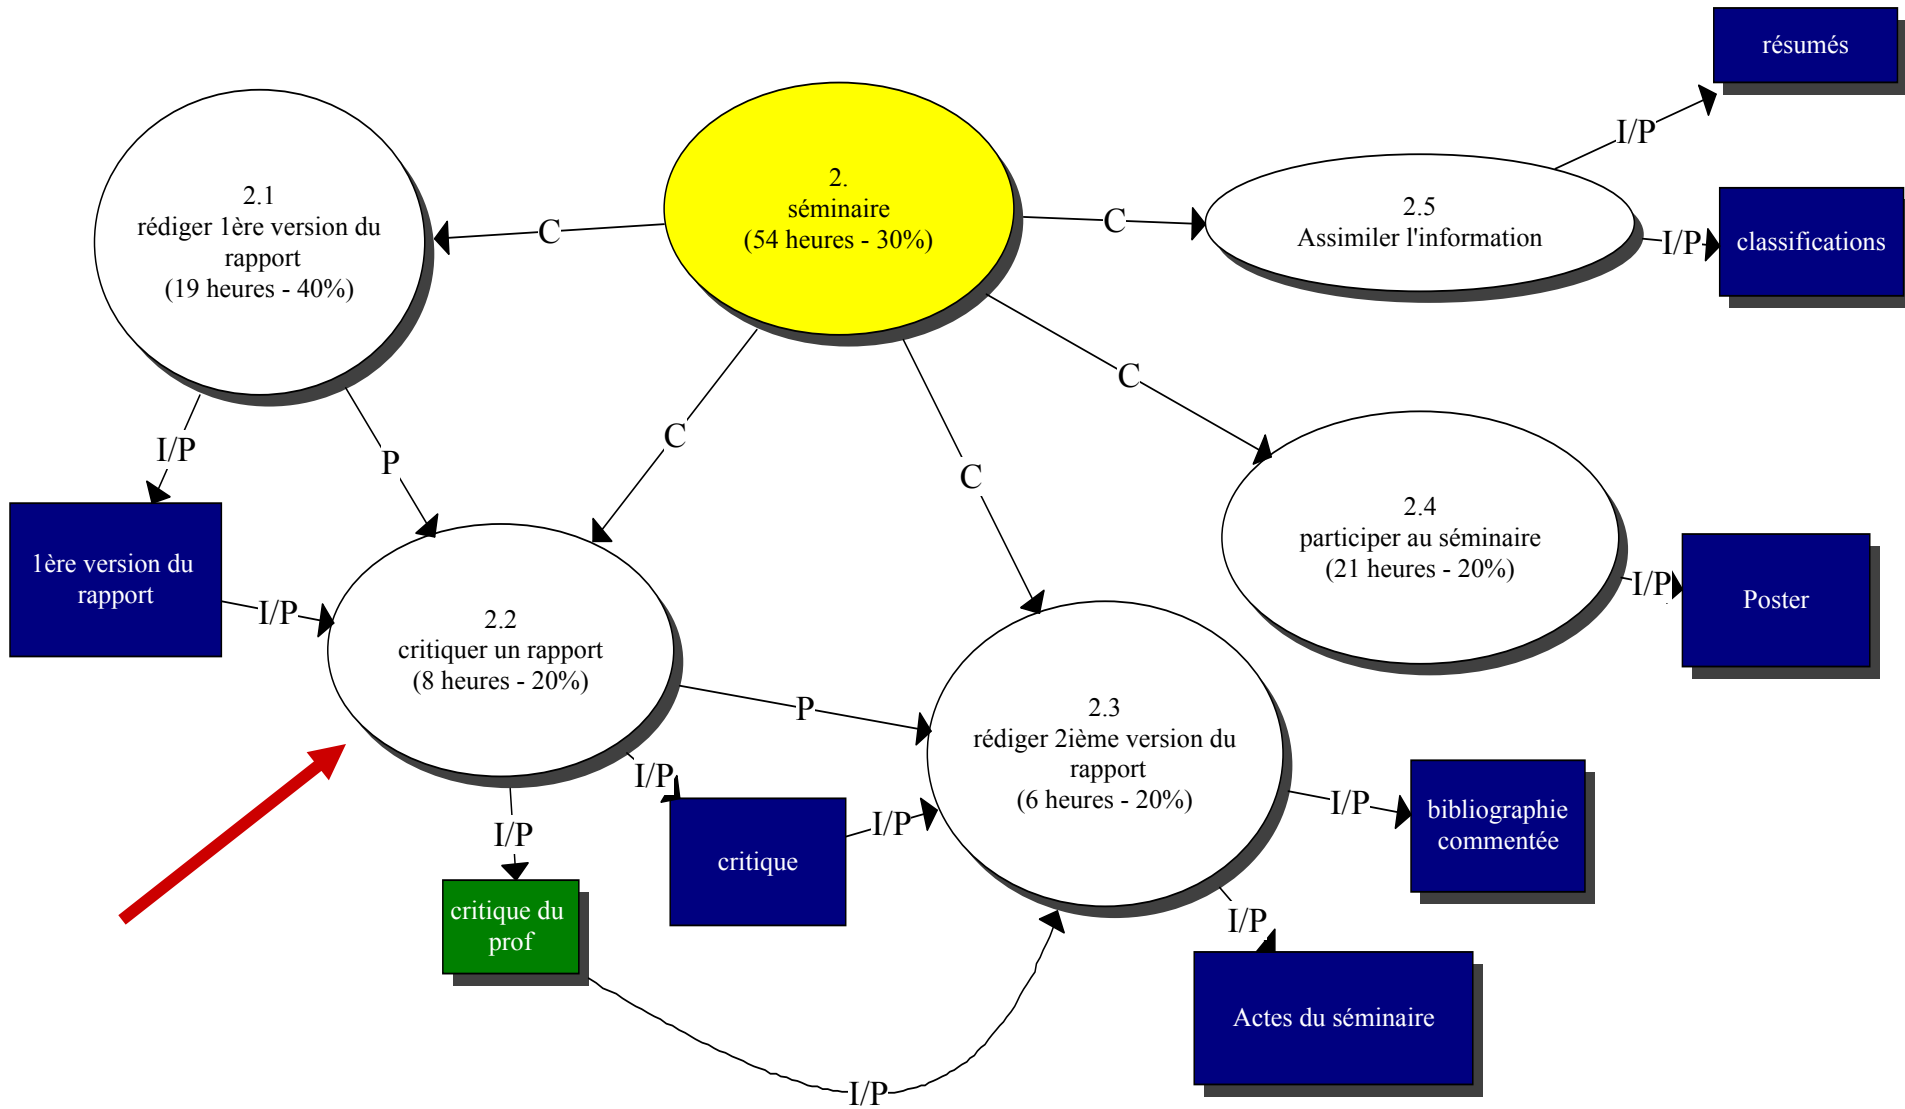 résumés
I/P
2.1
rédiger 1ère version du
rapport
(19 heures - 40%)
2.
séminaire
(54 heures - 30%)
2.5
Assimiler l'information
C
C
I/P
classifications
C
C
C
I/P
P
2.4
participer au séminaire
(21 heures - 20%)
1ère version du
rapport
I/P
2.2
critiquer un rapport
(8 heures - 20%)
I/P
Poster
P
2.3
rédiger 2ième version du
rapport
(6 heures - 20%)
I/P
I/P
I/P
I/P
critique
bibliographie
commentée
critique du
prof
I/P
Actes du séminaire
I/P